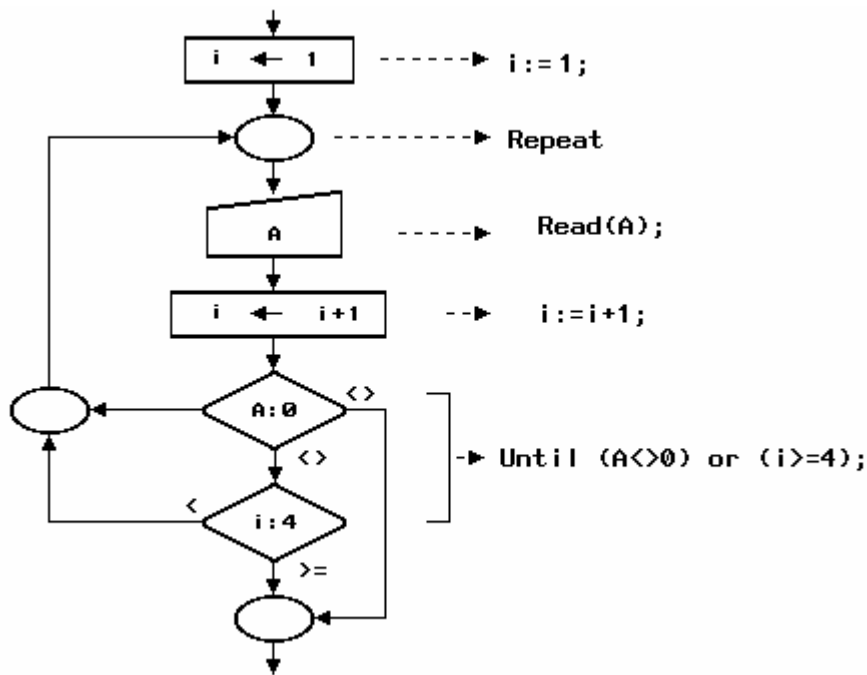 i ← 1
i:=1;
Repeat
A
Read(A);
i ← i+1
i:=i+1;
A:0
<>
<>
Until (A<>0) or (i>=4);
<
i:4
>=